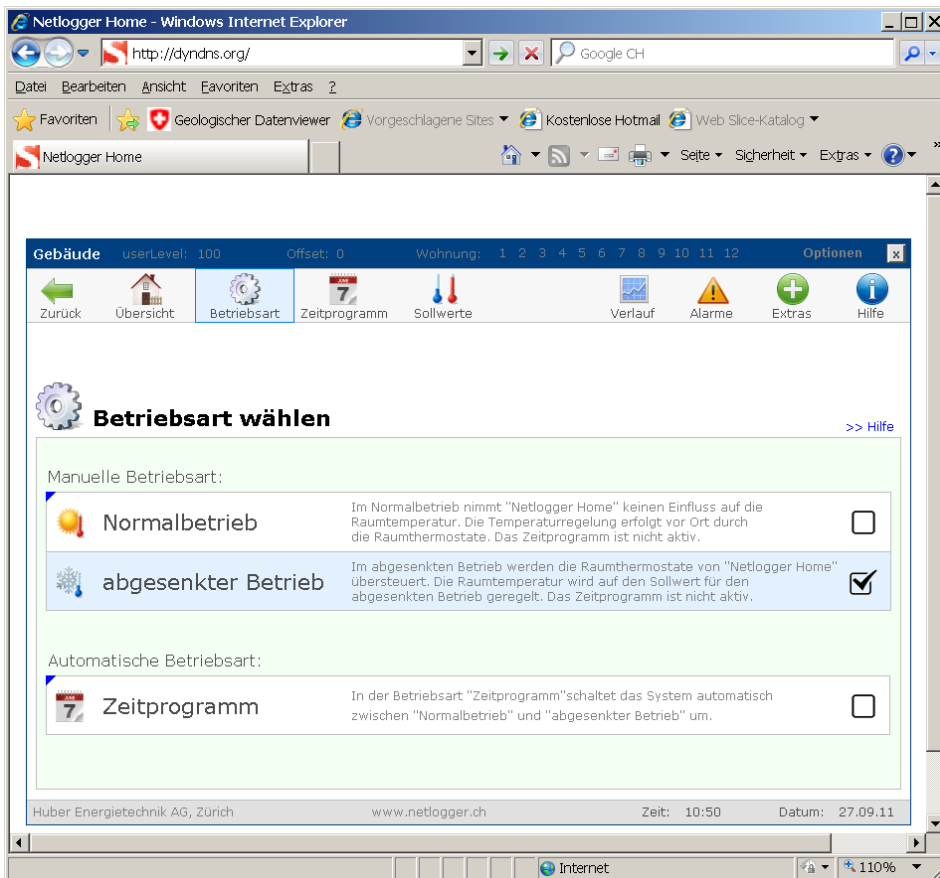 Netlogger Home - Windows Internet Explorer
http://dyndns.org/
Google CH
Datei Bearbeiten Ansicht Favoriten Extras ?
Favoriten Geologischer Datenviewer Vorgeschlagene Sites Kostenlose Hotmail Web Slice-Katalog
Netlogger Home
Seite Sicherheit Extras
Gebäude userLevel: 100 Offset: 0 Wohnung: 1 2 3 4 5 6 7 8 9 10 11 12 Optionen x
Zurück Übersicht Betriebsart Zeitprogramm Sollwerte Verlauf Alarme Extras Hilfe
Betriebsart wählen
>> Hilfe
Manuelle Betriebsart:
Normalbetrieb
Im Normalbetrieb nimmt "Netlogger Home" keinen Einfluss auf die
Raumtemperatur. Die Temperaturregelung erfolgt vor Ort durch
die Raumthermostate. Das Zeitprogramm ist nicht aktiv.
abgesenkter Betrieb
Im abgesenkten Betrieb werden die Raumthermostate von "Netlogger Home"
übersteuert. Die Raumtemperatur wird auf den Sollwert für den
abgesenkten Betrieb geregelt. Das Zeitprogramm ist nicht aktiv.
Automatische Betriebsart:
JUNE
7
Zeitprogramm
In der Betriebsart "Zeitprogramm"schaltet das System automatisch
zwischen "Normalbetrieb" und "abgesenkter Betrieb" um.
Huber Energietechnik AG, Zürich www.netlogger.ch Zeit: 10:50 Datum: 27.09.11
Internet 110%